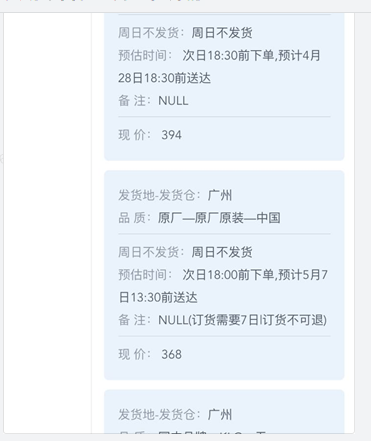 周日不发货：周日不发货
预估时间： 次日18:30前下单,预计4月
28日18:30前送达
备 注：NULL
现 价： 394
发货地-发货仓：广州
品 质：原厂—原厂原装—中国
周日不发货：周日不发货
预估时间： 次日18:00前下单,预计5月7
日13:30前送达
备 注：NULL(订货需要7日|订货不可退)
现 价： 368
发货地-发货仓：广州